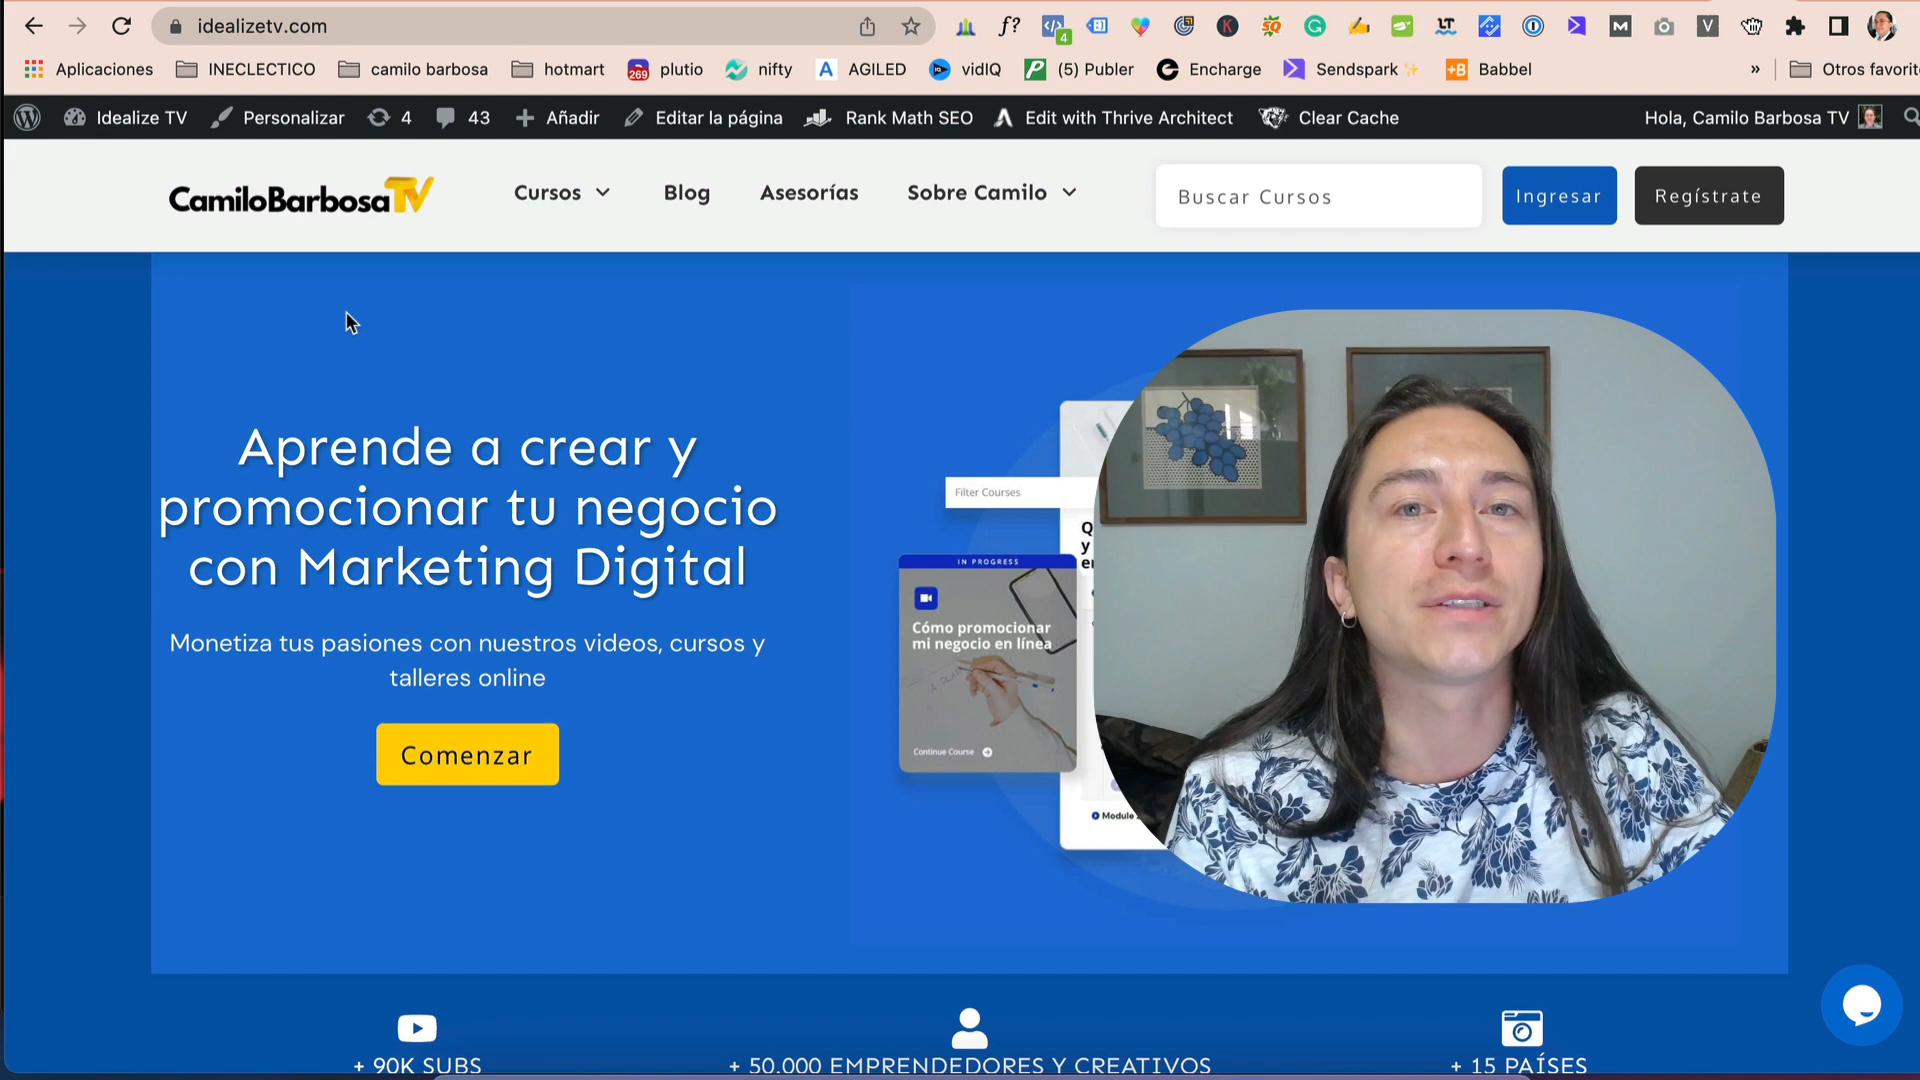 idealizetv.com
4
Aplicaciones
INECLECTICO
camilo barbosa
hotmart
269
plutio
nifty
A
AGILED
vidIQ
(5) Publer
Encharge
Sendspark
+B
Babbel
»
Otros favorit
Idealize TV
Personalizar
4
43
Añadir
Editar la página
Rank Math SEO
Edit with Thrive Architect
Clear Cache
Hola, Camilo Barbosa TV
CamiloBarbosaTV
Cursos
Blog
Asesorías
Sobre Camilo
Buscar Cursos
Ingresar
Regístrate
Aprende a crear y
promocionar tu negocio
con Marketing Digital
Monetiza tus pasiones con nuestros videos, cursos y
talleres online
Comenzar
Filter Courses
IN PROGRESS
Cómo promocionar
mi negocio en línea
Continue Course
Q
y
Module
+ 90K SUBS
+ 50.000 EMPRENDEDORES Y CREATIVOS
+ 15 PAÍSES